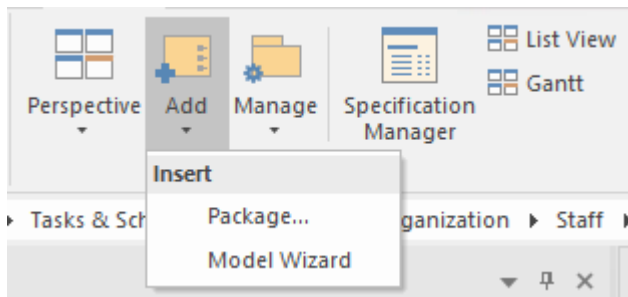 List View
Gantt
Perspective Add Manage Specification
Manager
Insert
Package...
Model Wizard
Tasks & Sch ganization Staff